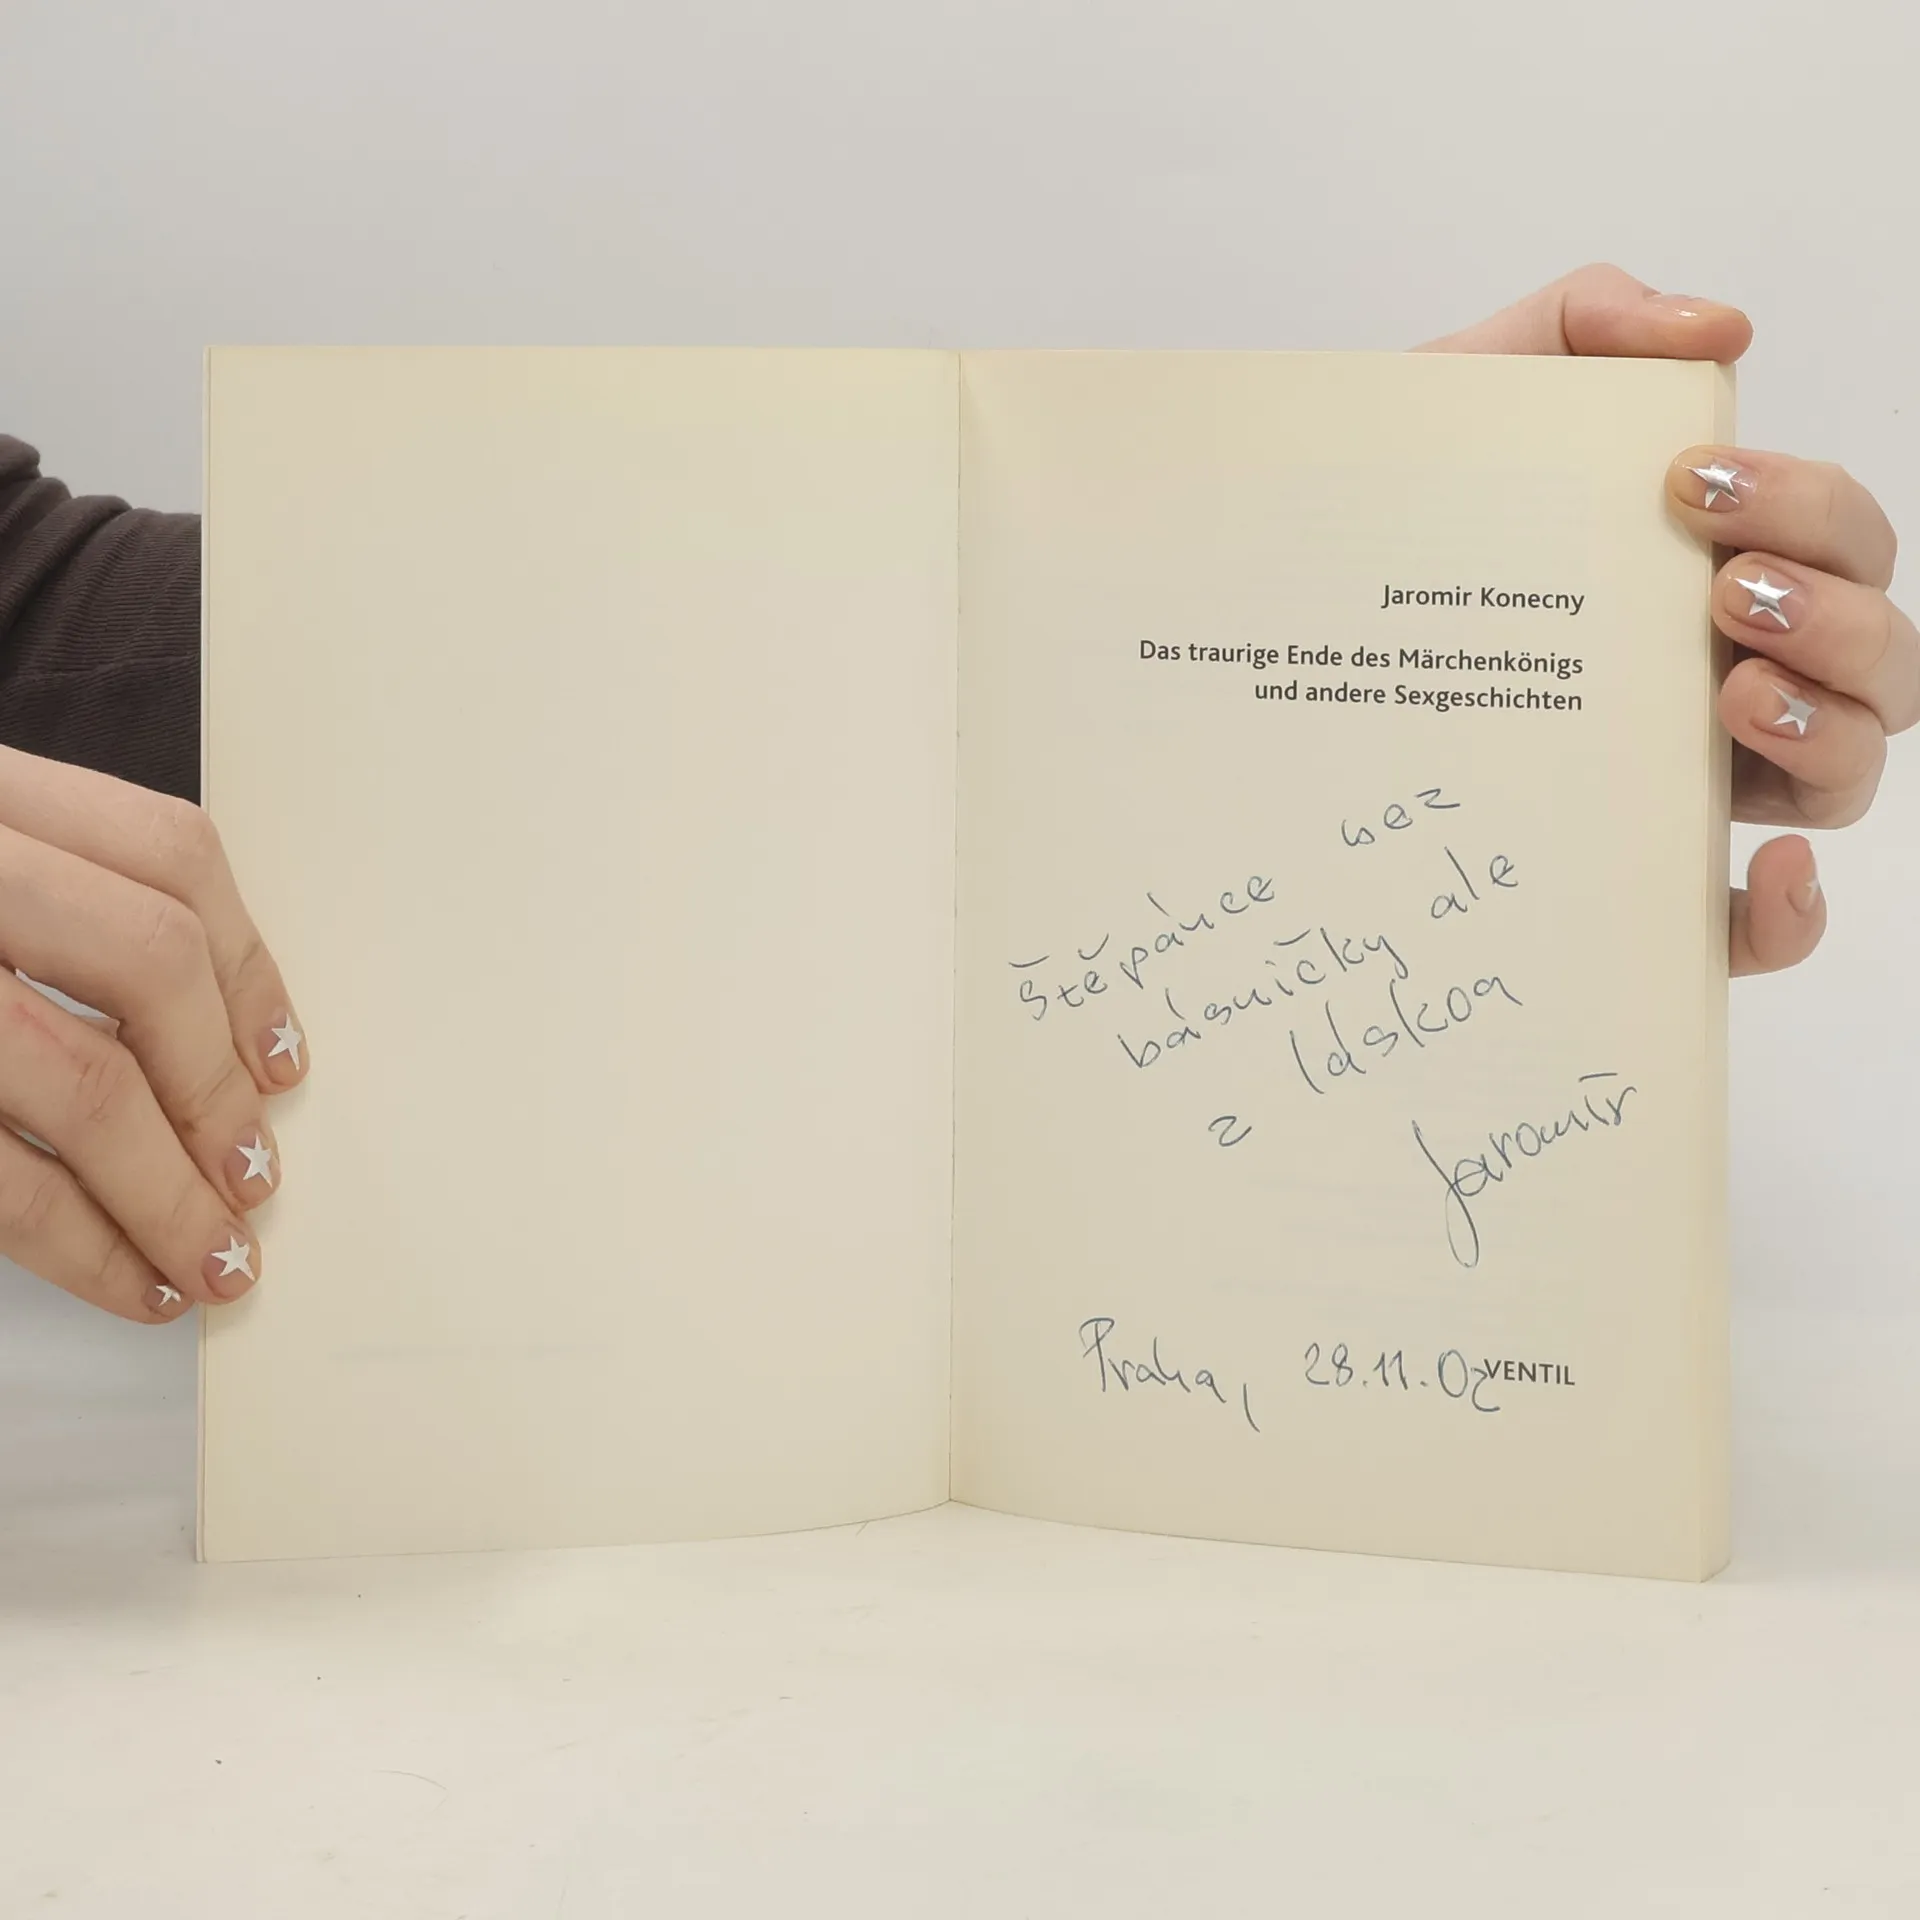 Jaromir Konecny
Das traurige Ende des Märchenkönigs
und andere Sexgeschichten
Štěpánce bez
básničky ale
z láskou
Jaromír
Praha, 28.11.02
VENTIL